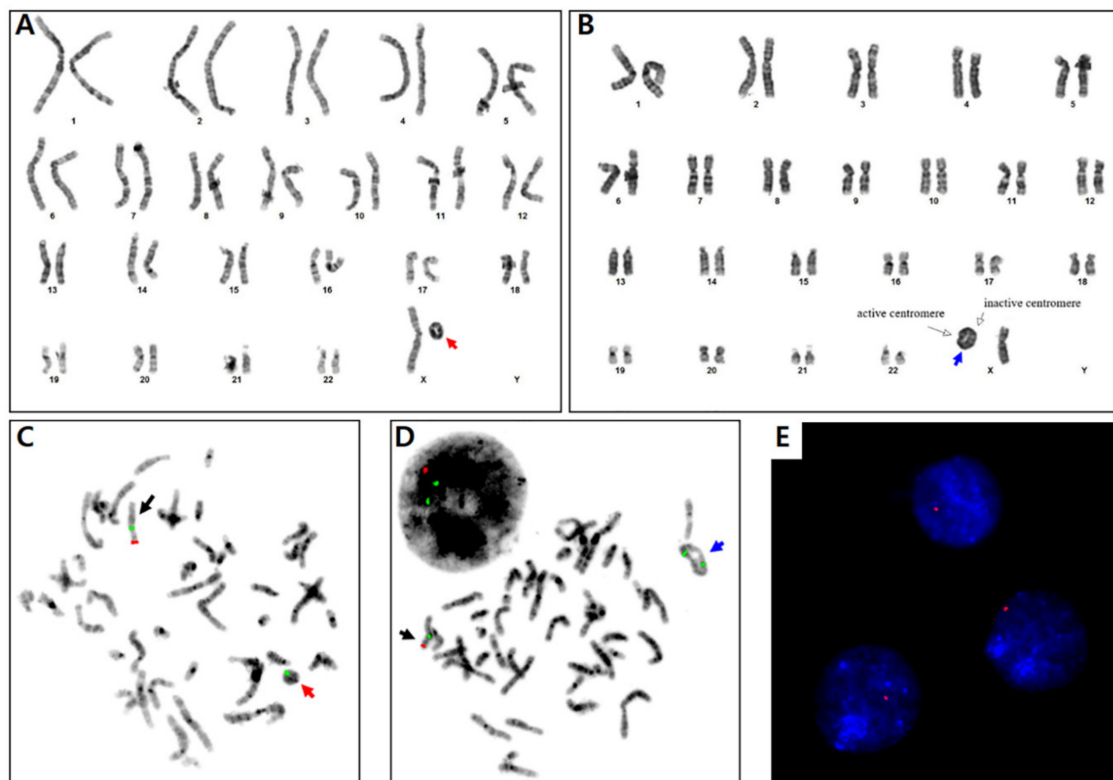 A
1 2 3 4 5
6 7 8 9 10 11 12
13 14 15 16 17 18
19 20 21 22 X Y
B
1 2 3 4 5
6 7 8 9 10 11 12
13 14 15 16 17 18
inactive centromere
active centromere
19 20 21 22 X Y
C
D
E